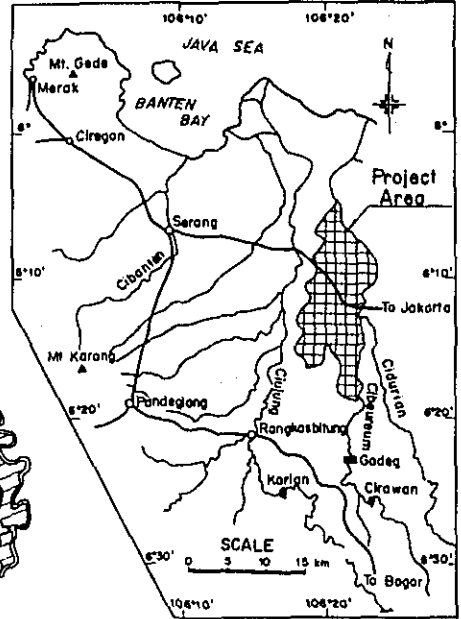 106°10'
106°20'
JAVA SEA
N
Mt. Gede
Merak
BANTEN
BAY
6°
Ciregon
6°
Project
Area
Serang
Cibanten
6°10'
6°10'
To Jakarta
Mt Karang
Cidurian
Ciujung
Cibeureum
Pandeglang
6°20'
6°20'
Rangkasbitung
Gadeg
Karian
Cirawan
SCALE
0 5 10 15 km
6°30'
6°30'
To Bogor
106°10'
106°20'